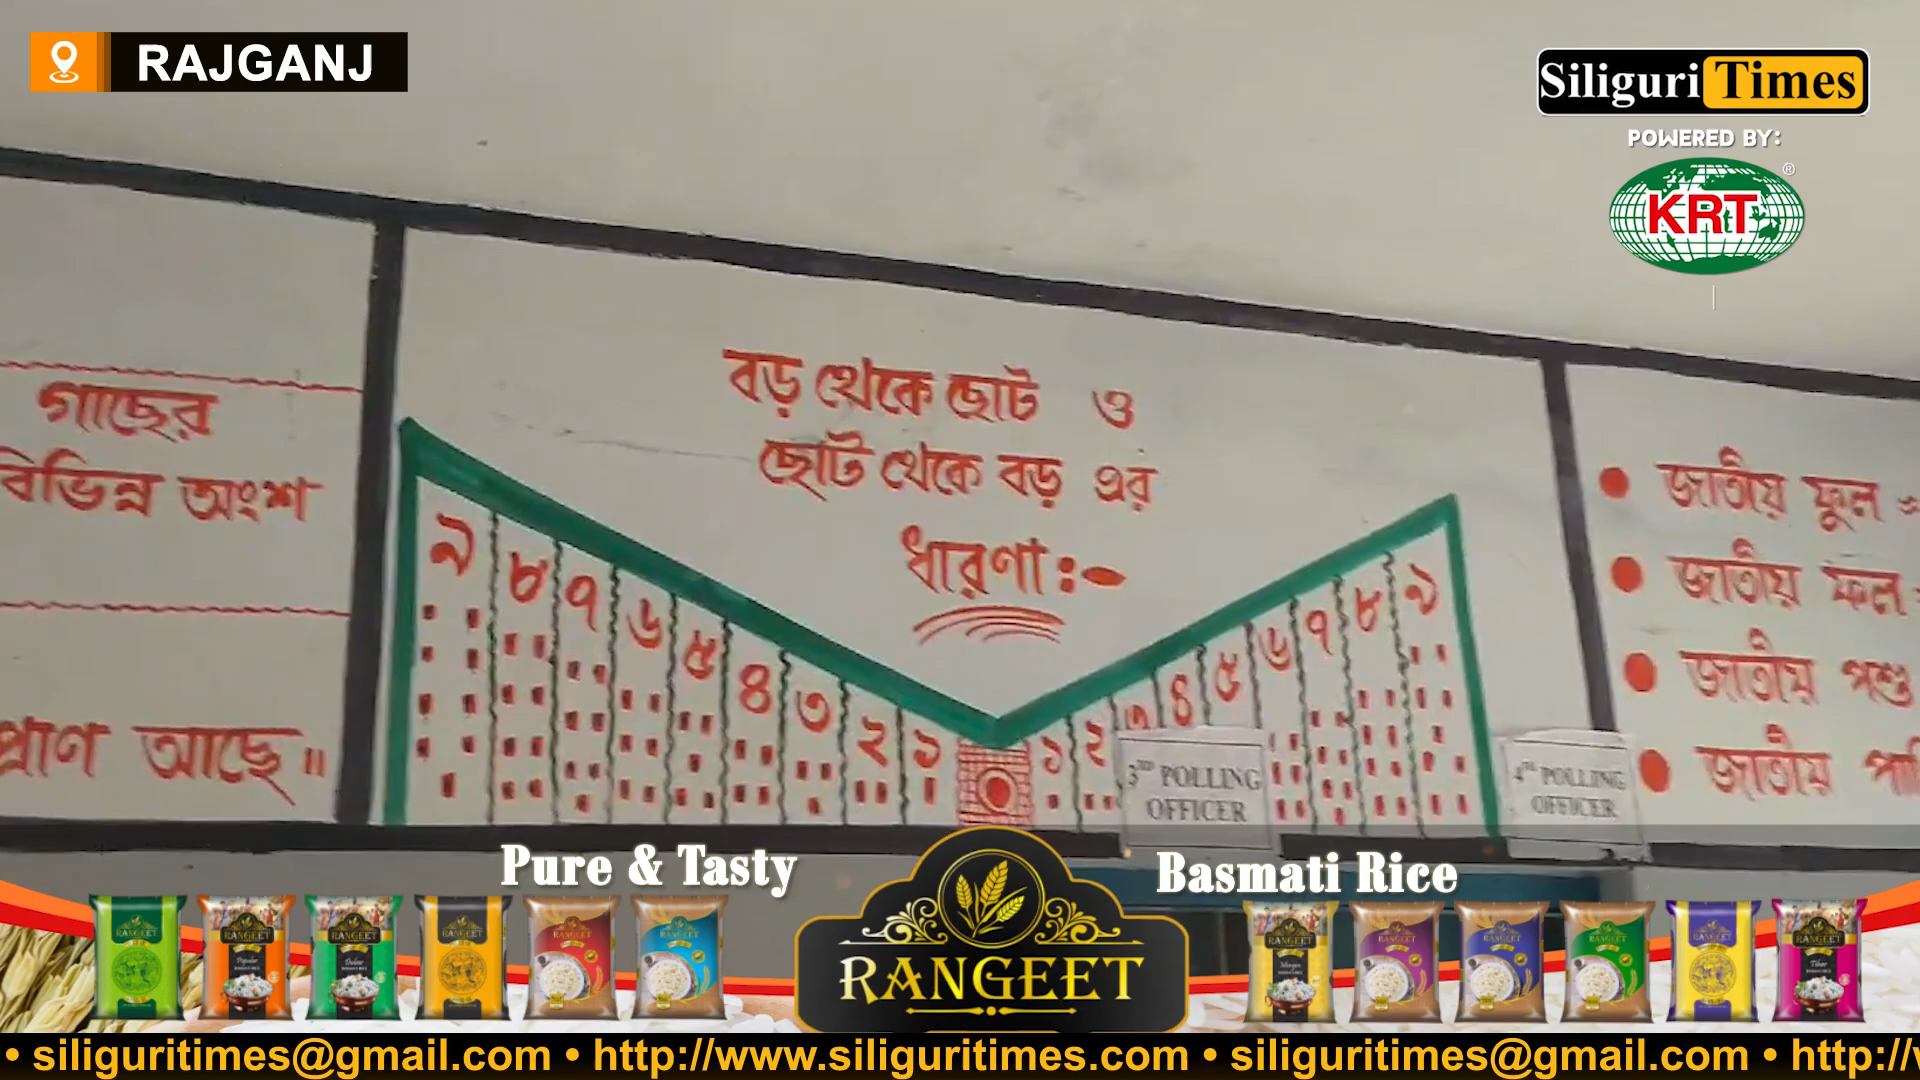 RAJGANJ
Siliguri Times
POWERED BY:
KRT
গাছের
বিভিন্ন অংশ
প্রাণ আছে॥
বড় থেকে ছোট ও
ছোট থেকে বড় এর
ধারণা :-
৯ ৮ ৭ ৬ ৫ 8 ৩ ২ ১
১ ২ ৩ 8 ৫ ৬ ৭ ৮ ৯
জাতীয় ফুল
জাতীয় ফল
জাতীয় পশু
জাতীয়
3RD POLLING
OFFICER
4TH POLLING
OFFICER
Pure & Tasty
Basmati Rice
RANGEET
• siliguritimes@gmail.com • http://www.siliguritimes.com • siliguritimes@gmail.com • http://